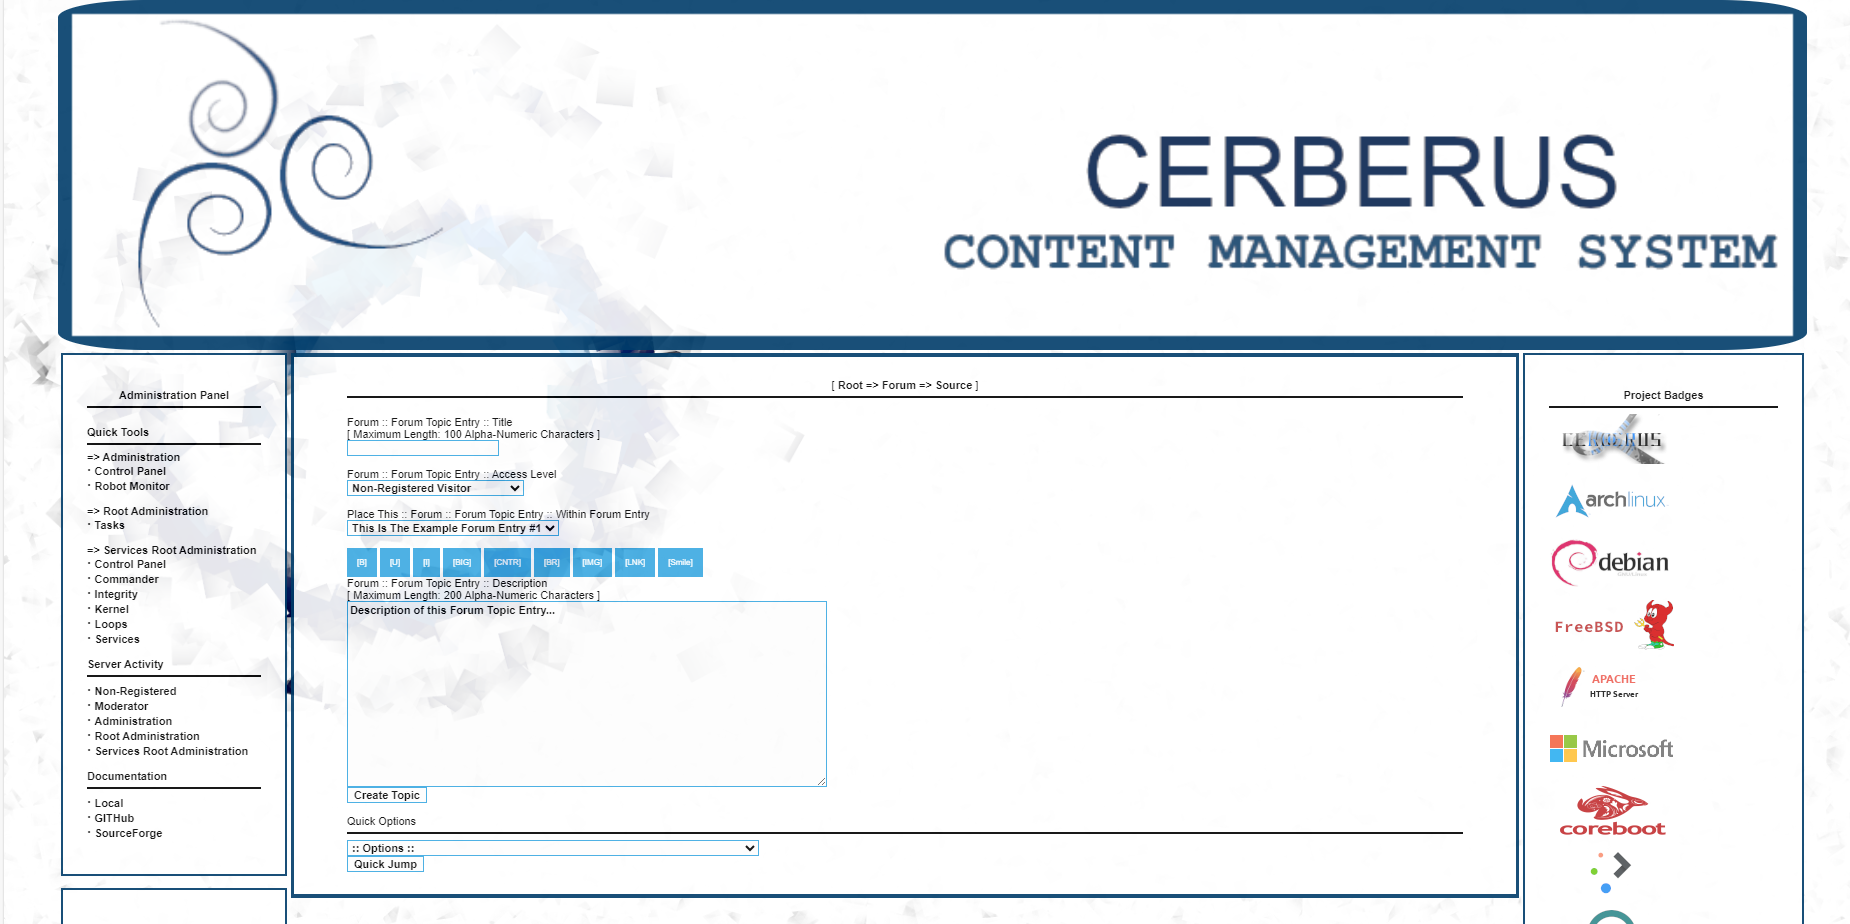 CERBERUS
CONTENT MANAGEMENT SYSTEM
Administration Panel
Quick Tools
=> Administration
· Control Panel
· Robot Monitor
=> Root Administration
· Tasks
=> Services Root Administration
· Control Panel
· Commander
· Integrity
· Kernel
· Loops
· Services
Server Activity
· Non-Registered
· Moderator
· Administration
· Root Administration
· Services Root Administration
Documentation
· Local
· GITHub
· SourceForge
[ Root => Forum => Source ]
Forum :: Forum Topic Entry :: Title
[ Maximum Length: 100 Alpha-Numeric Characters ]
Forum :: Forum Topic Entry :: Access Level
Non-Registered Visitor
Place This :: Forum :: Forum Topic Entry :: Within Forum Entry
This Is The Example Forum Entry #1
[B] [U] [I] [BIG] [CNTR] [BR] [IMG] [LNK] [Smile]
Forum :: Forum Topic Entry :: Description
[ Maximum Length: 200 Alpha-Numeric Characters ]
Description of this Forum Topic Entry...
Create Topic
Quick Options
:: Options ::
Quick Jump
Project Badges
CERBERUS
archlinux
debian
FreeBSD
APACHE
HTTP Server
Microsoft
coreboot